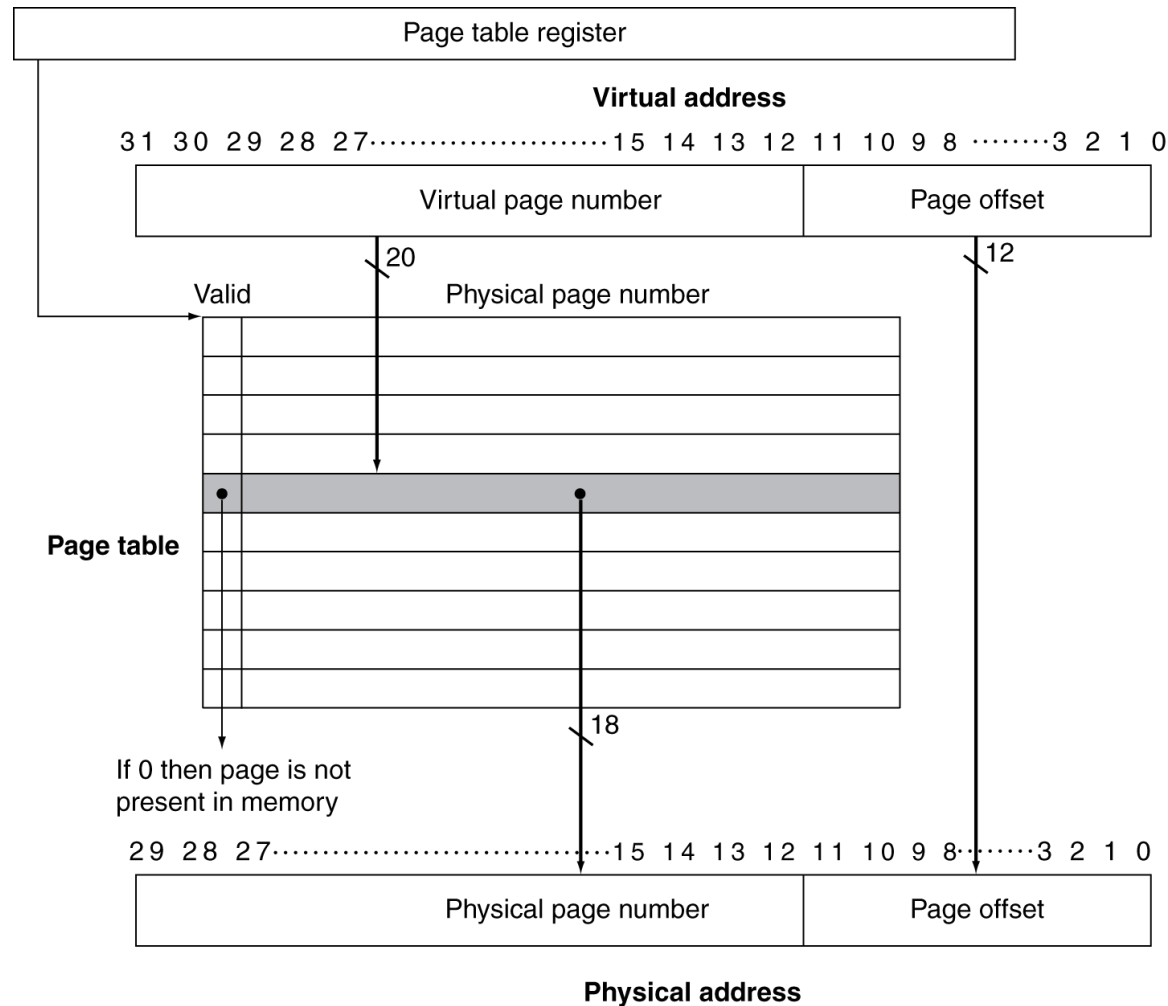 Page table register
Virtual address
31 30 29 28 27........................15 14 13 12 11 10 9 8 ........3 2 1 0
Virtual page number Page offset
20 12
Valid Physical page number
Page table
18
If 0 then page is not
present in memory
29 28 27..................................15 14 13 12 11 10 9 8........3 2 1 0
Physical page number Page offset
Physical address